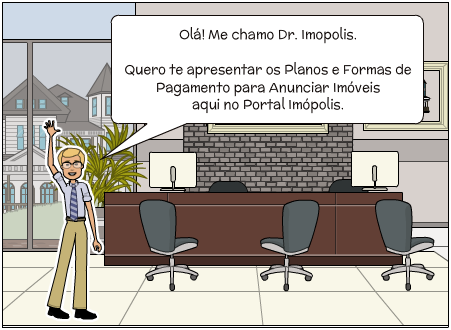 Olá! Me chamo Dr. Imopolis.
Quero te apresentar os Planos e Formas de
Pagamento para Anunciar Imóveis
aqui no Portal Imópolis.